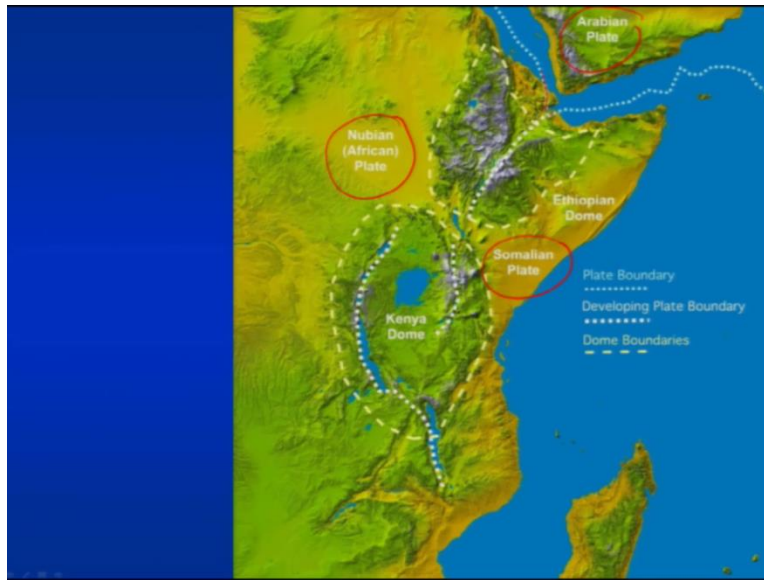 Arabian
Plate
Nubian
(African)
Plate
Ethiopian
Dome
Somalian
Plate
Plate Boundary
Developing Plate Boundary
Kenya
Dome
Dome Boundaries